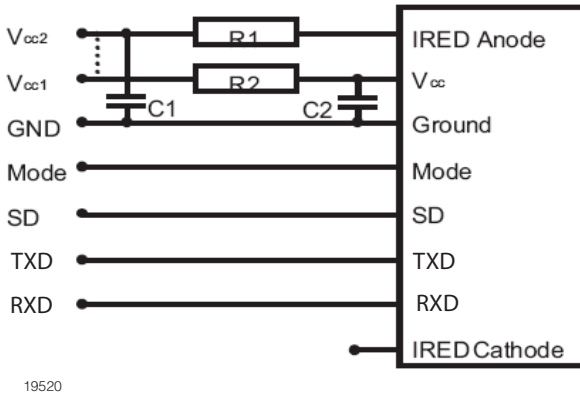 Vcc2 R1 IRED Anode
Vcc1 R2 Vcc
C1 C2
GND Ground
Mode Mode
SD SD
TXD TXD
RXD RXD
IRED Cathode
19520